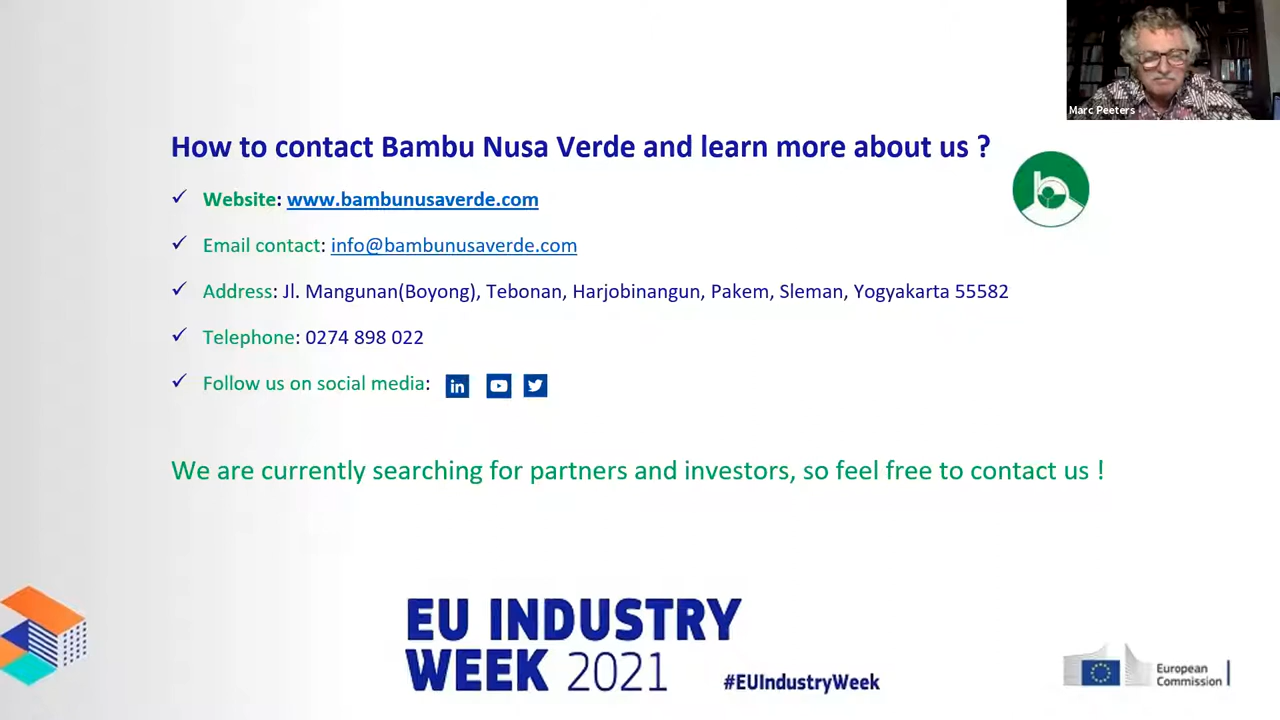 Marc Peeters
How to contact Bambu Nusa Verde and learn more about us ?
✓ Website: www.bambunusaverde.com
✓ Email contact: info@bambunusaverde.com
✓ Address: Jl. Mangunan(Boyong), Tebonan, Harjobinangun, Pakem, Sleman, Yogyakarta 55582
✓ Telephone: 0274 898 022
✓ Follow us on social media:
We are currently searching for partners and investors, so feel free to contact us !
EU INDUSTRY
WEEK 2021
#EUIndustryWeek
European
Commission